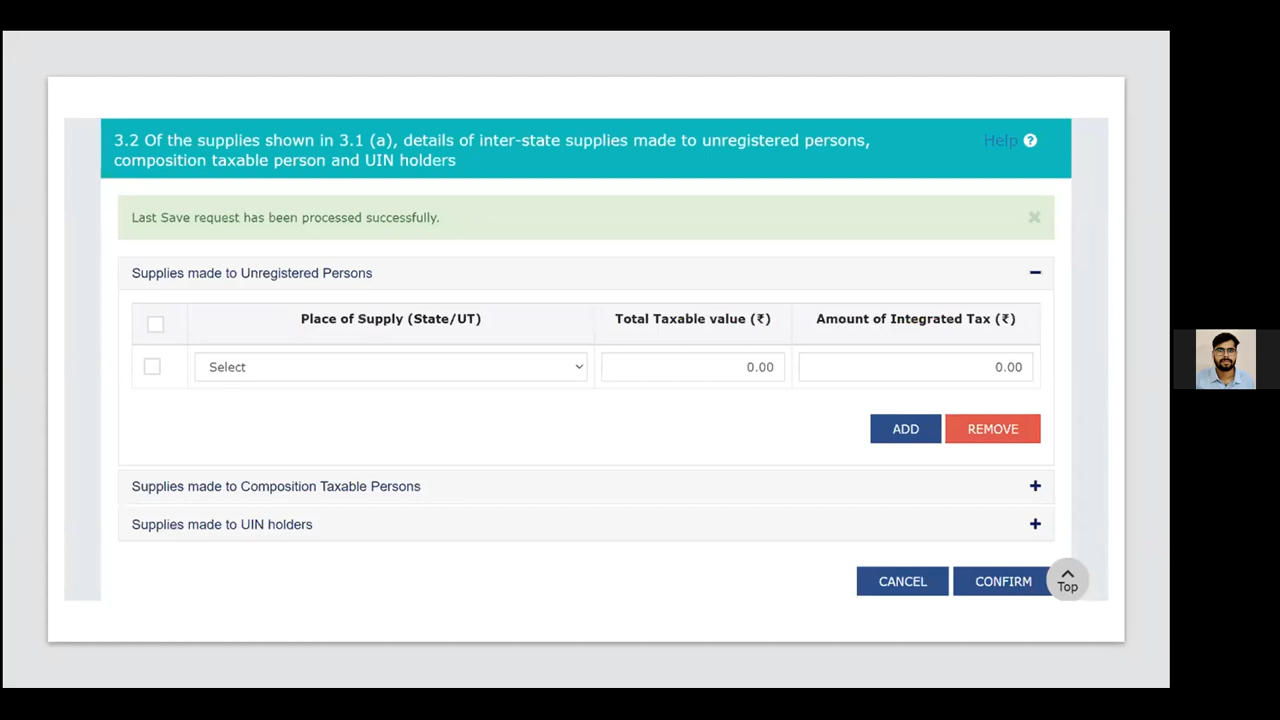 3.2 Of the supplies shown in 3.1 (a), details of inter-state supplies made to unregistered persons,
composition taxable person and UIN holders
Help ?
Last Save request has been processed successfully.
Supplies made to Unregistered Persons
Place of Supply (State/UT) Total Taxable value (₹) Amount of Integrated Tax (₹)
Select 0.00 0.00
ADD REMOVE
Supplies made to Composition Taxable Persons
Supplies made to UIN holders
CANCEL CONFIRM
Top